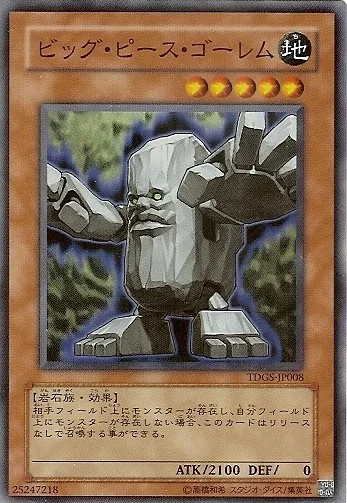 ビッグ・ピース・ゴーレム
地
TDGS-JP008
【岩石族・効果】
相手フィールド上にモンスターが存在し、自分フィールド
上にモンスターが存在しない場合、このカードはリリース
なしで召喚する事ができる。
ATK/2100 DEF/ 0
25247218
©高橋和希 スタジオ・ダイス/集英社